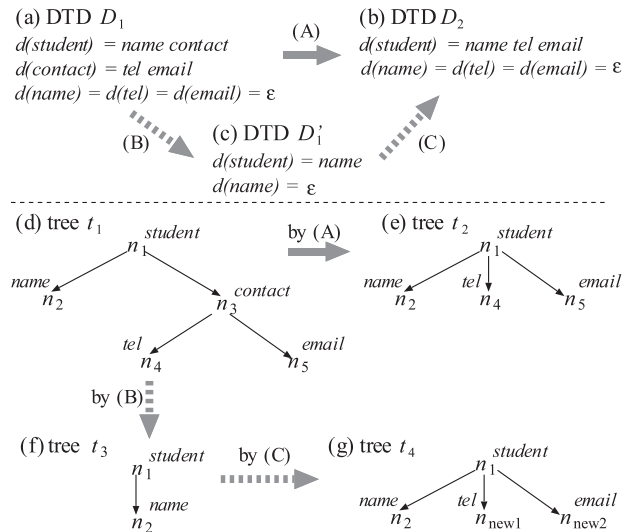 (a) DTD D1
d(student) = name contact
d(contact) = tel email
d(name) = d(tel) = d(email) = ε
(A)
(b) DTD D2
d(student) = name tel email
d(name) = d(tel) = d(email) = ε
(B)
(c) DTD D1'
d(student) = name
d(name) = ε
(C)
(d) tree t1
n1 student
name
n2
n3 contact
tel
n4
email
n5
by (A)
(e) tree t2
n1 student
name
n2
tel
n4
email
n5
by (B)
(f) tree t3
n1 student
n2 name
by (C)
(g) tree t4
n1 student
name
n2
tel
nnew1
email
nnew2